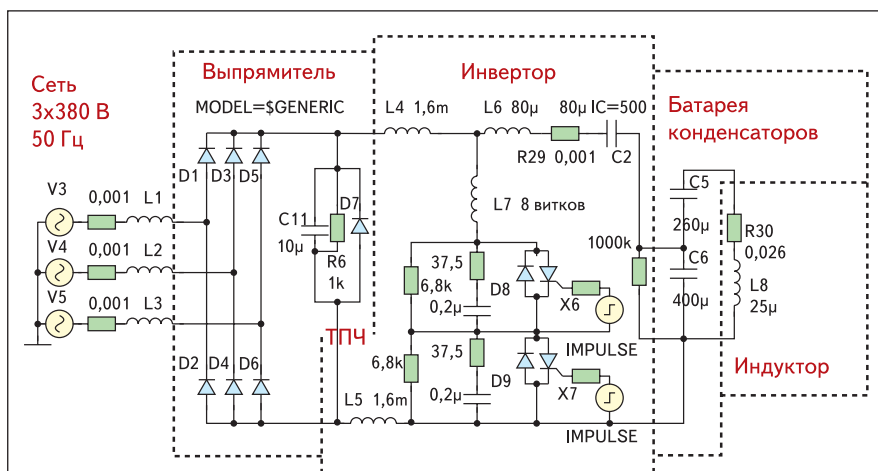 Сеть
3x380 В
50 Гц
Выпрямитель
MODEL=$GENERIC
Инвертор
Батарея
конденсаторов
ТПЧ
Индуктор
V3
0,001
L1
V4
0,001
L2
V5
0,001
L3
D1
D3
D5
D2
D4
D6
C11
10μ
D7
R6
1k
L4 1,6m
L6 80μ
80μ
IC=500
R29 0,001
C2
L7 8 витков
6,8k
37,5
0,2μ
D8
X6
IMPULSE
6,8k
37,5
0,2μ
D9
X7
IMPULSE
L5 1,6m
1000k
C5
260μ
C6
400μ
R30
0,026
L8
25μ